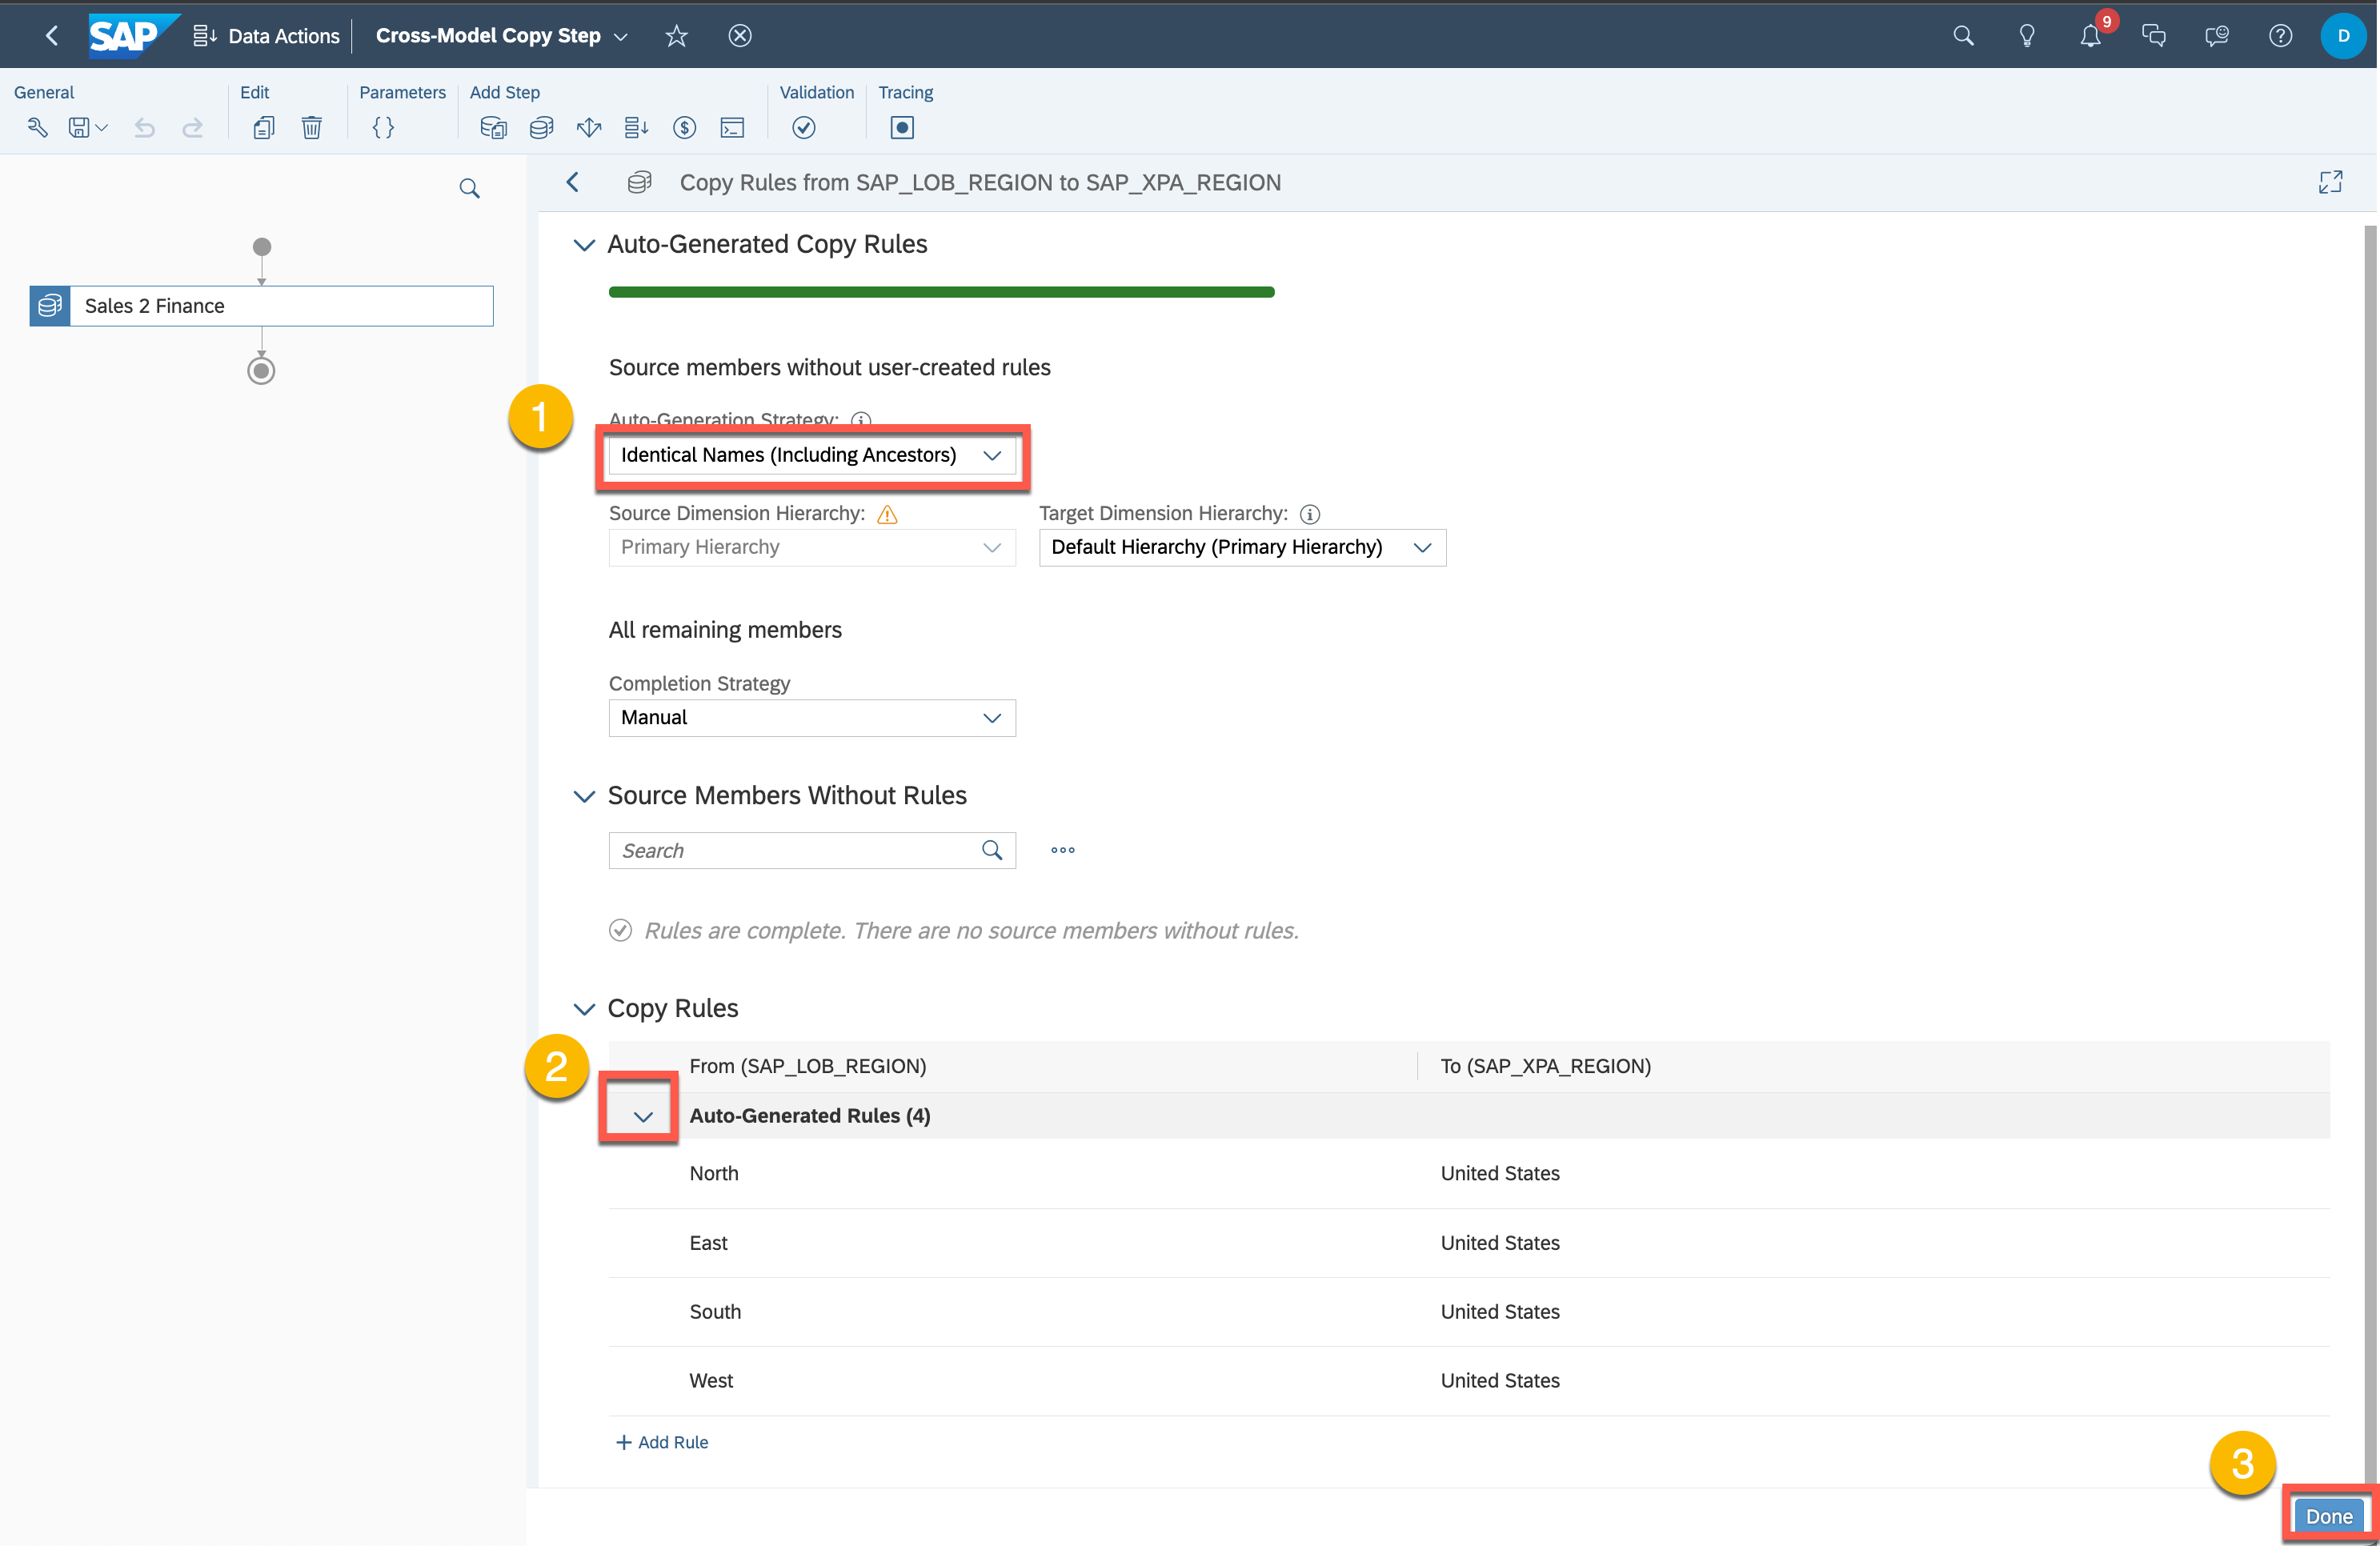 SAP Data Actions Cross-Model Copy Step 9 D
General Edit Parameters Add Step Validation Tracing
Copy Rules from SAP_LOB_REGION to SAP_XPA_REGION
Auto-Generated Copy Rules
Sales 2 Finance
Source members without user-created rules
1
Auto-Generation Strategy:
Identical Names (Including Ancestors)
Source Dimension Hierarchy: Target Dimension Hierarchy:
Primary Hierarchy Default Hierarchy (Primary Hierarchy)
All remaining members
Completion Strategy
Manual
Source Members Without Rules
Search
Rules are complete. There are no source members without rules.
Copy Rules
2
From (SAP_LOB_REGION) To (SAP_XPA_REGION)
Auto-Generated Rules (4)
North United States
East United States
South United States
West United States
+ Add Rule
3
Done